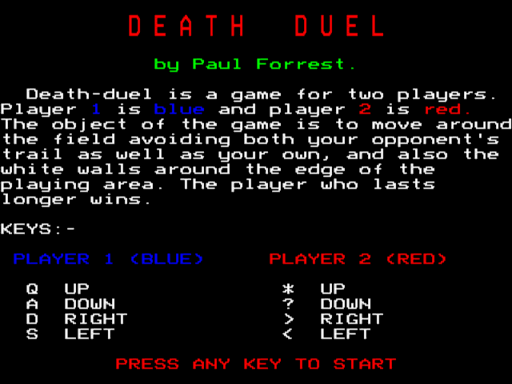 DEATH DUEL
by Paul Forrest.
Death-duel is a game for two players.
Player 1 is blue and player 2 is red.
The object of the game is to move around
the field avoiding both your opponent's
trail as well as your own, and also the
white walls around the edge of the
playing area. The player who lasts
longer wins.
KEYS:-
PLAYER 1 (BLUE) PLAYER 2 (RED)
Q UP * UP
A DOWN ? DOWN
D RIGHT > RIGHT
S LEFT < LEFT
PRESS ANY KEY TO START